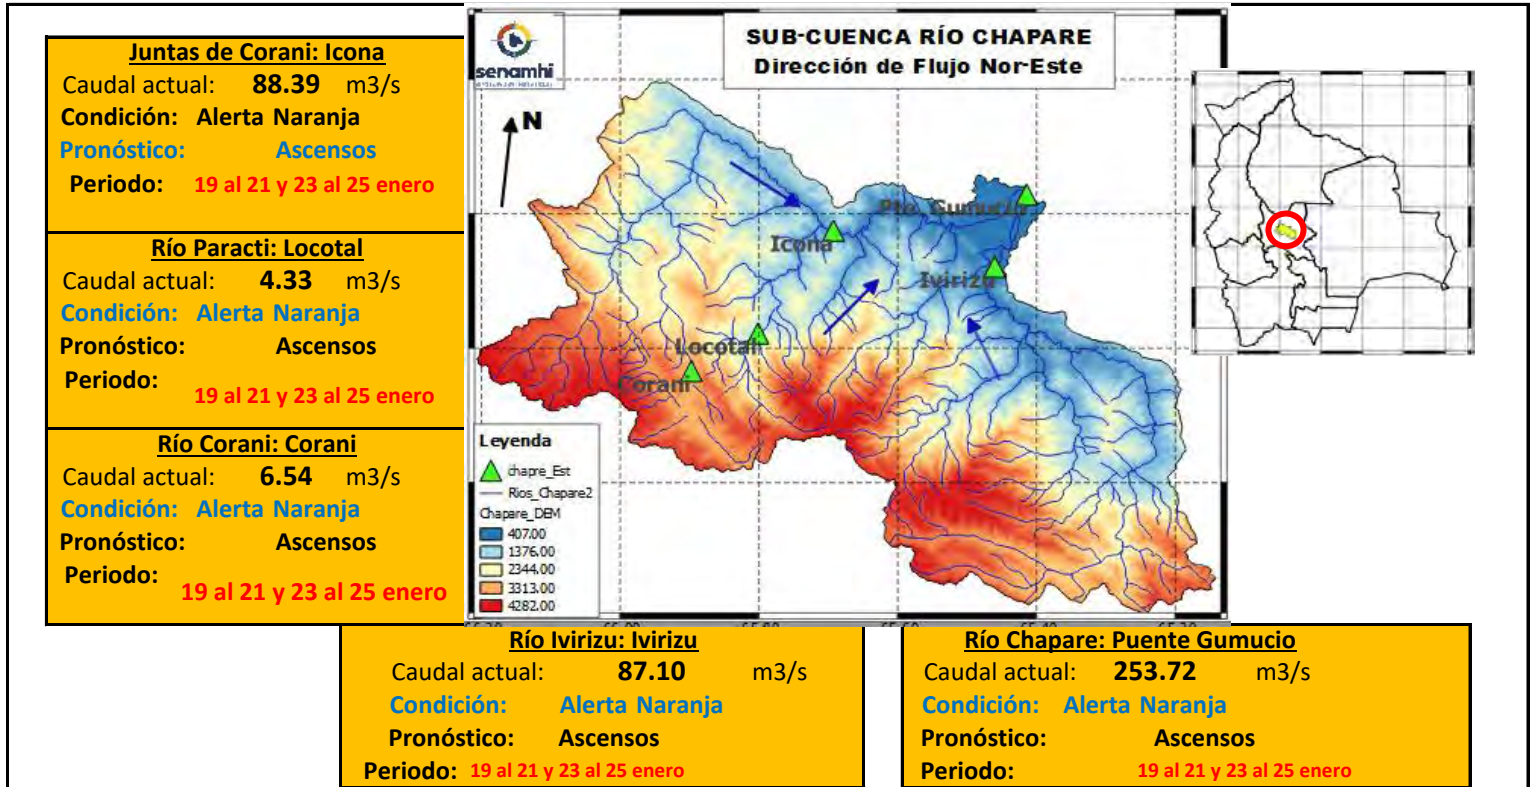 Juntas de Corani: Icona
Caudal actual: 88.39 m3/s
Condición: Alerta Naranja
Pronóstico: Ascensos
Periodo: 19 al 21 y 23 al 25 enero
Río Paracti: Locotal
Caudal actual: 4.33 m3/s
Condición: Alerta Naranja
Pronóstico: Ascensos
Periodo:
19 al 21 y 23 al 25 enero
Río Corani: Corani
Caudal actual: 6.54 m3/s
Condición: Alerta Naranja
Pronóstico: Ascensos
Periodo:
19 al 21 y 23 al 25 enero
senamhi
SUB-CUENCA RÍO CHAPARE
Dirección de Flujo Nor-Este
N
Pte. Gumucio
Icona
Ivirizu
Locotal
Corani
Leyenda
chapre_Est
Rios_Chapare2
Chapare_DEM
407.00
1376.00
2344.00
3313.00
4282.00
Río Ivirizu: Ivirizu
Caudal actual: 87.10 m3/s
Condición: Alerta Naranja
Pronóstico: Ascensos
Periodo: 19 al 21 y 23 al 25 enero
Río Chapare: Puente Gumucio
Caudal actual: 253.72 m3/s
Condición: Alerta Naranja
Pronóstico: Ascensos
Periodo: 19 al 21 y 23 al 25 enero